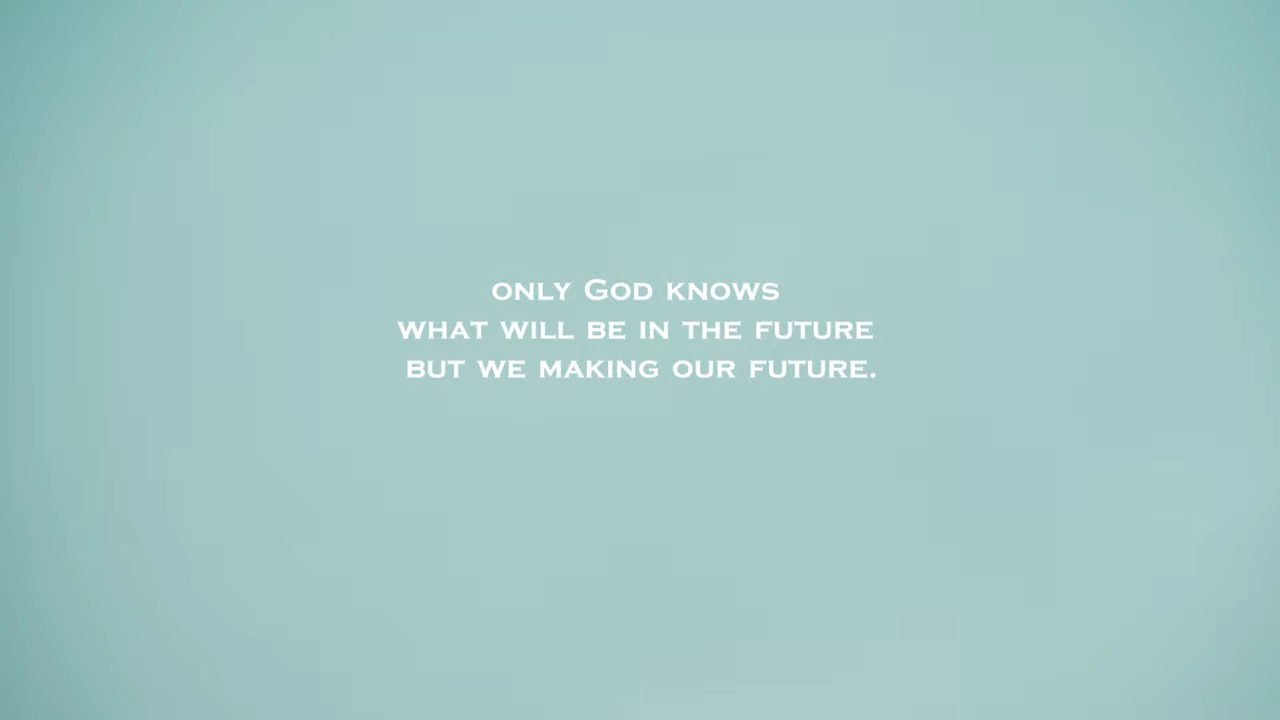 only God knows
what will be in the future
but we making our future.